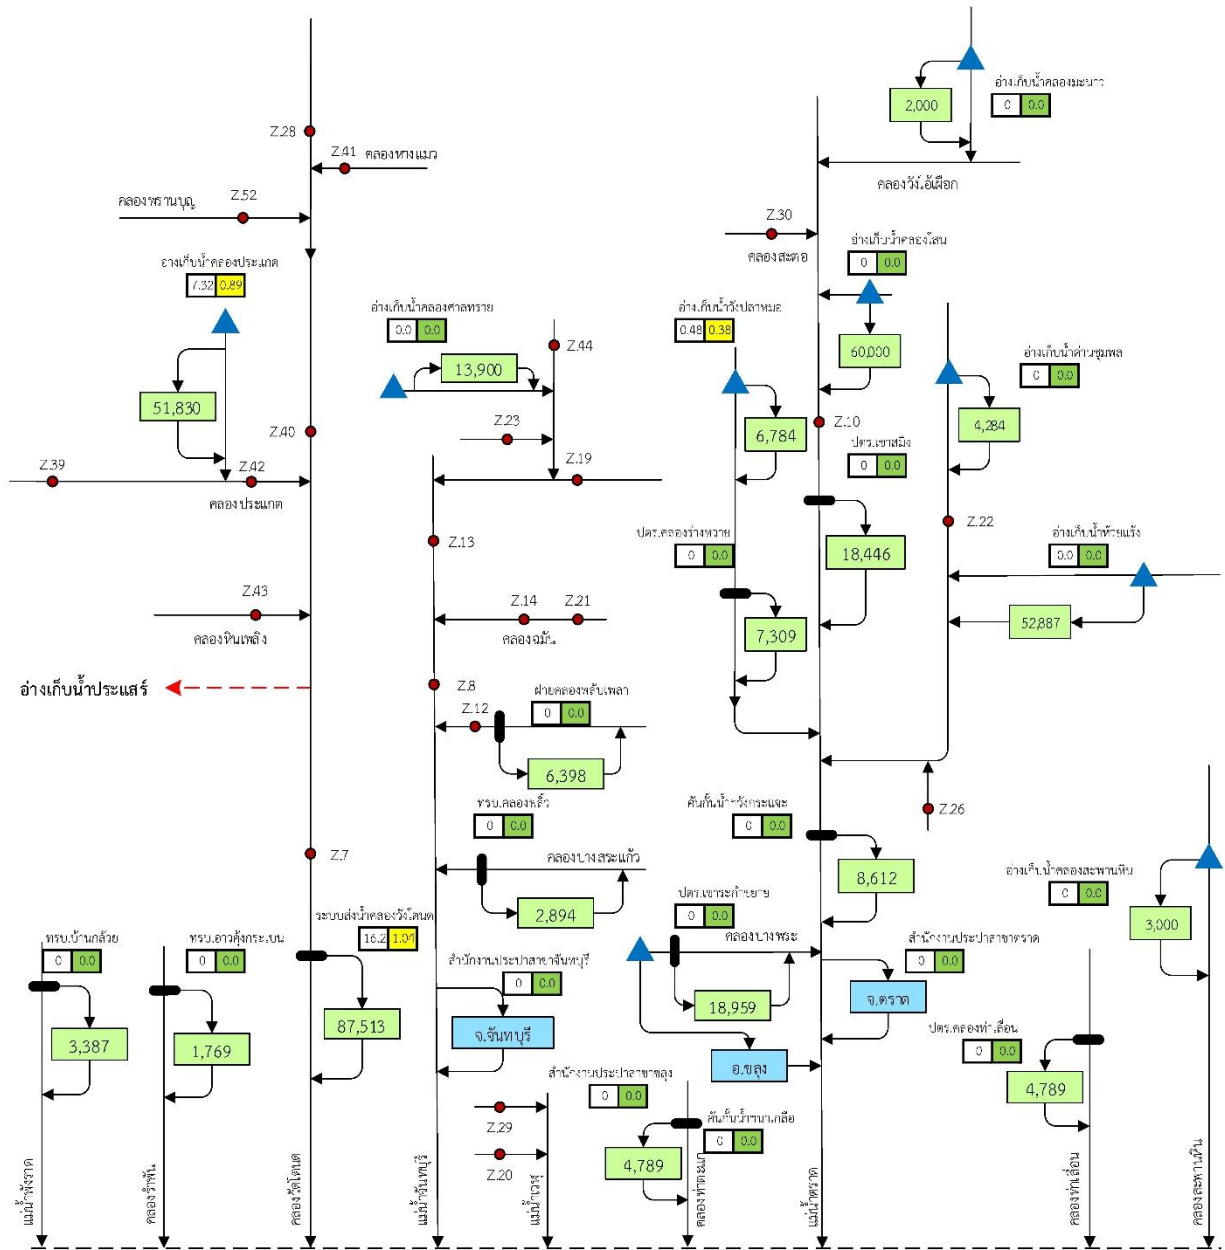 อ่างเก็บน้ำคลองมะนาว
0 0.0
2,000
Z.28
Z.41 คลองหางแมว
คลองวังไอ้เผือก
คลองพรานบุญ
Z.52
Z.30
คลองสะตอ
อ่างเก็บน้ำคลองโสน
0 0.0
อ่างเก็บน้ำคลองประแกด
7.32 0.89
อ่างเก็บน้ำคลองศาลทราย
0.0 0.0
อ่างเก็บน้ำวังปลาหมอ
0.48 0.38
Z.44
60,000
อ่างเก็บน้ำด่านชุมพล
0 0.0
13,900
51,830
Z.40
Z.23
6,784
Z.10
4,284
ปตร.เขาสมิง
0 0.0
Z.39
Z.42
คลองประแกด
Z.19
Z.13
ปตร.คลองร่างหวาย
0 0.0
18,446
Z.22
อ่างเก็บน้ำห้วยแร้ง
0.0 0.0
Z.43
คลองหินเพลิง
Z.14 Z.21
คลองฉมัน
7,309
52,887
อ่างเก็บน้ำประแสร์
Z.8
Z.12
ฝายคลองพลับเพลา
0 0.0
6,398
ทรบ.คลองพลิ้ว
0 0.0
คันกั้นน้ำฯวังกระแจะ
0 0.0
Z.26
Z.7
คลองบางสระแก้ว
8,612
อ่างเก็บน้ำคลองสะพานหิน
0 0.0
2,894
ปตร.เขาระกำขยาย
0 0.0
3,000
ทรบ.บ้านกล้วย
0 0.0
ทรบ.อ่าวคุ้งกระเบน
0 0.0
ระบบส่งน้ำคลองวังโตนด
16.2 1.04
คลองบางพระ
สำนักงานประปาสาขาจันทบุรี
0 0.0
สำนักงานประปาสาขาตราด
0 0.0
18,959
จ.ตราด
3,387
1,769
87,513
จ.จันทบุรี
ปตร.คลองท่าเลื่อน
0 0.0
อ.ขลุง
สำนักงานประปาสาขาขลุง
0 0.0
4,789
Z.29
คันกั้นน้ำฯนาเกลือ
0 0.0
Z.20
4,789
แม่น้ำพังราด
คลองรำพัน
คลองวังโตนด
แม่น้ำจันทบุรี
แม่น้ำเวฬุ
แม่น้ำตราด
คลองท่าเลื่อน
คลองสะพานหิน